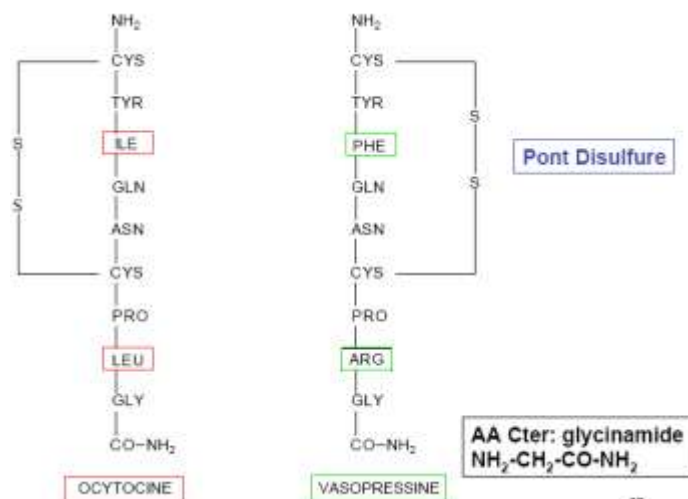 NH₂
CYS
TYR
ILE
GLN
ASN
CYS
PRO
LEU
GLY
CO-NH₂
S
S
OCYTOCINE
NH₂
CYS
TYR
PHE
GLN
ASN
CYS
PRO
ARG
GLY
CO-NH₂
S
S
VASOPRESSINE
Pont Disulfure
AA Cter: glycinamide
NH₂-CH₂-CO-NH₂